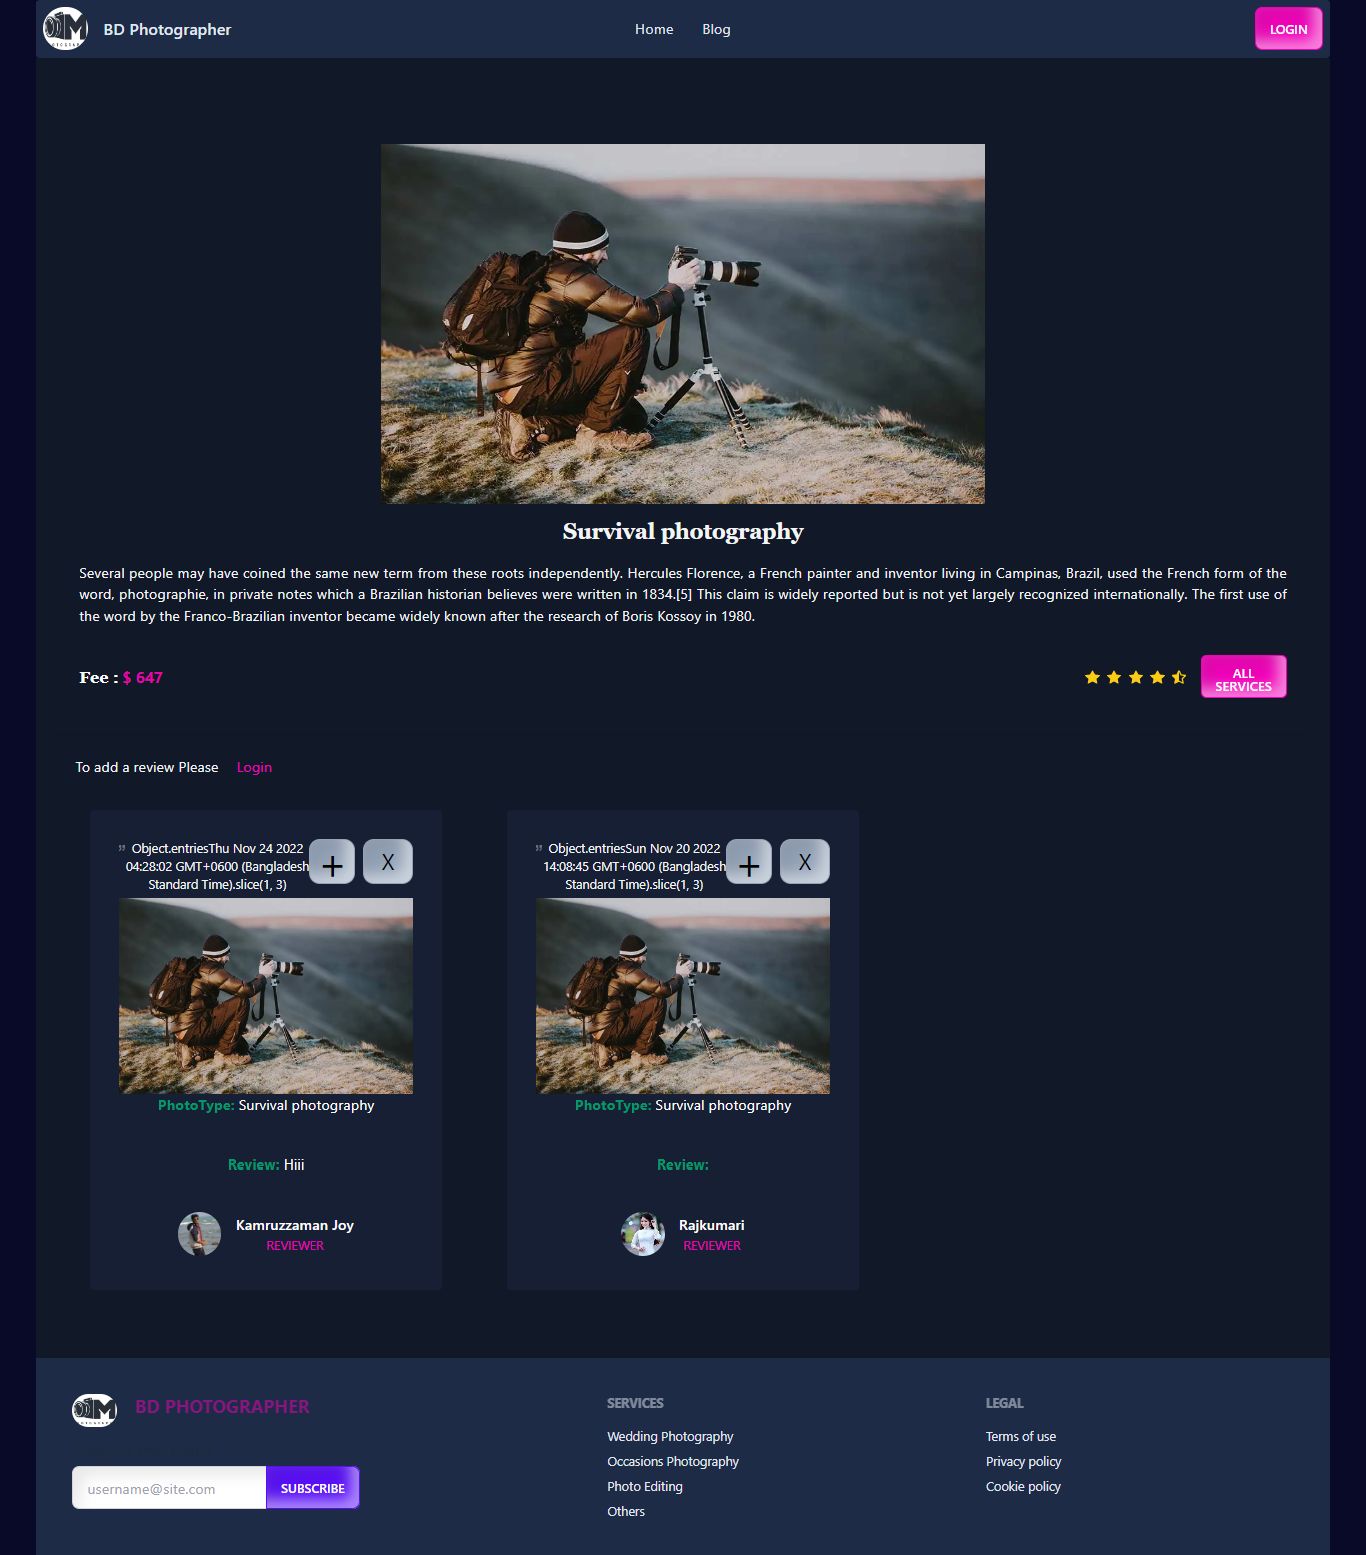 BD Photographer
Home Blog
LOGIN
Survival photography
Several people may have coined the same new term from these roots independently. Hercules Florence, a French painter and inventor living in Campinas, Brazil, used the French form of the
word, photographie, in private notes which a Brazilian historian believes were written in 1834.[5] This claim is widely reported but is not yet largely recognized internationally. The first use of
the word by the Franco-Brazilian inventor became widely known after the research of Boris Kossoy in 1980.
Fee : $ 647
ALL
SERVICES
To add a review Please Login
Object.entriesThu Nov 24 2022
04:28:02 GMT+0600 (Bangladesh
Standard Time).slice(1, 3)
+ X
PhotoType: Survival photography
Review: Hiii
Kamruzzaman Joy
REVIEWER
Object.entriesSun Nov 20 2022
14:08:45 GMT+0600 (Bangladesh
Standard Time).slice(1, 3)
+ X
PhotoType: Survival photography
Review:
Rajkumari
REVIEWER
BD PHOTOGRAPHER
username@site.com
SUBSCRIBE
SERVICES
Wedding Photography
Occasions Photography
Photo Editing
Others
LEGAL
Terms of use
Privacy policy
Cookie policy